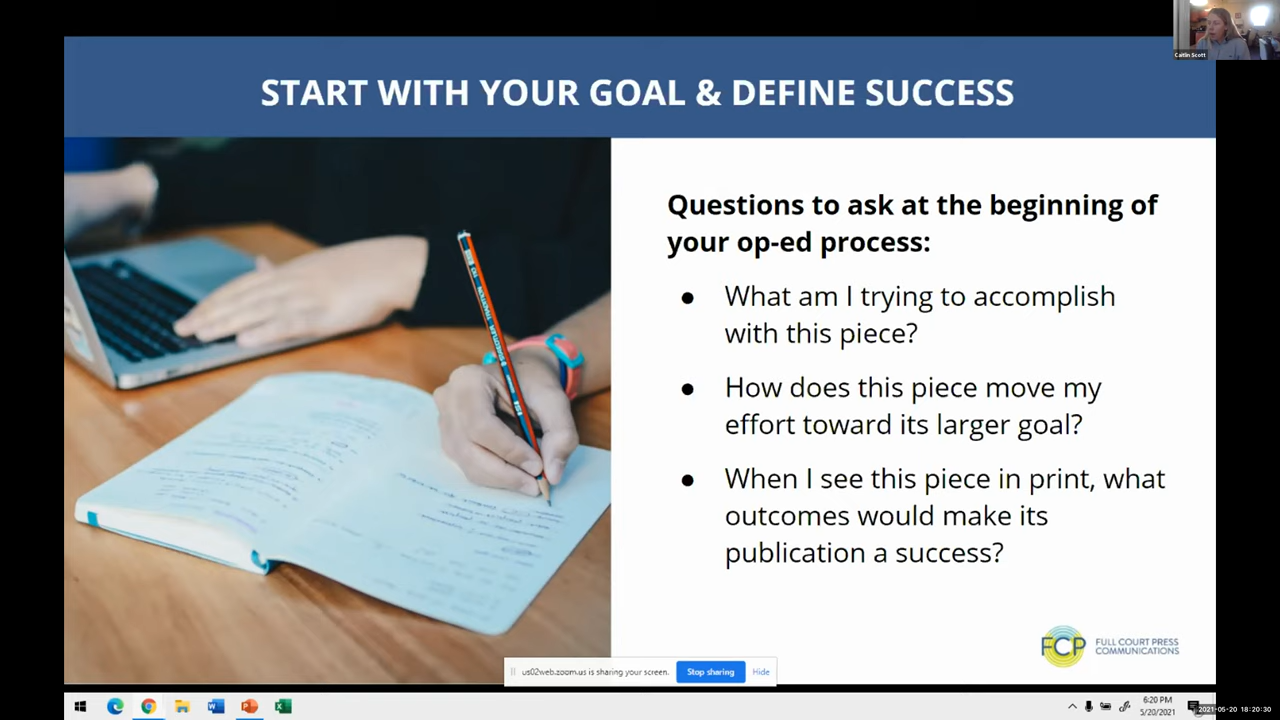 Caitlin Scott
START WITH YOUR GOAL & DEFINE SUCCESS
Questions to ask at the beginning of
your op-ed process:
● What am I trying to accomplish
with this piece?
● How does this piece move my
effort toward its larger goal?
● When I see this piece in print, what
outcomes would make its
publication a success?
FCP FULL COURT PRESS
COMMUNICATIONS
us02web.zoom.us is sharing your screen. Stop sharing Hide
6:20 PM
5/20/2021
2021-05-20 18:20:30